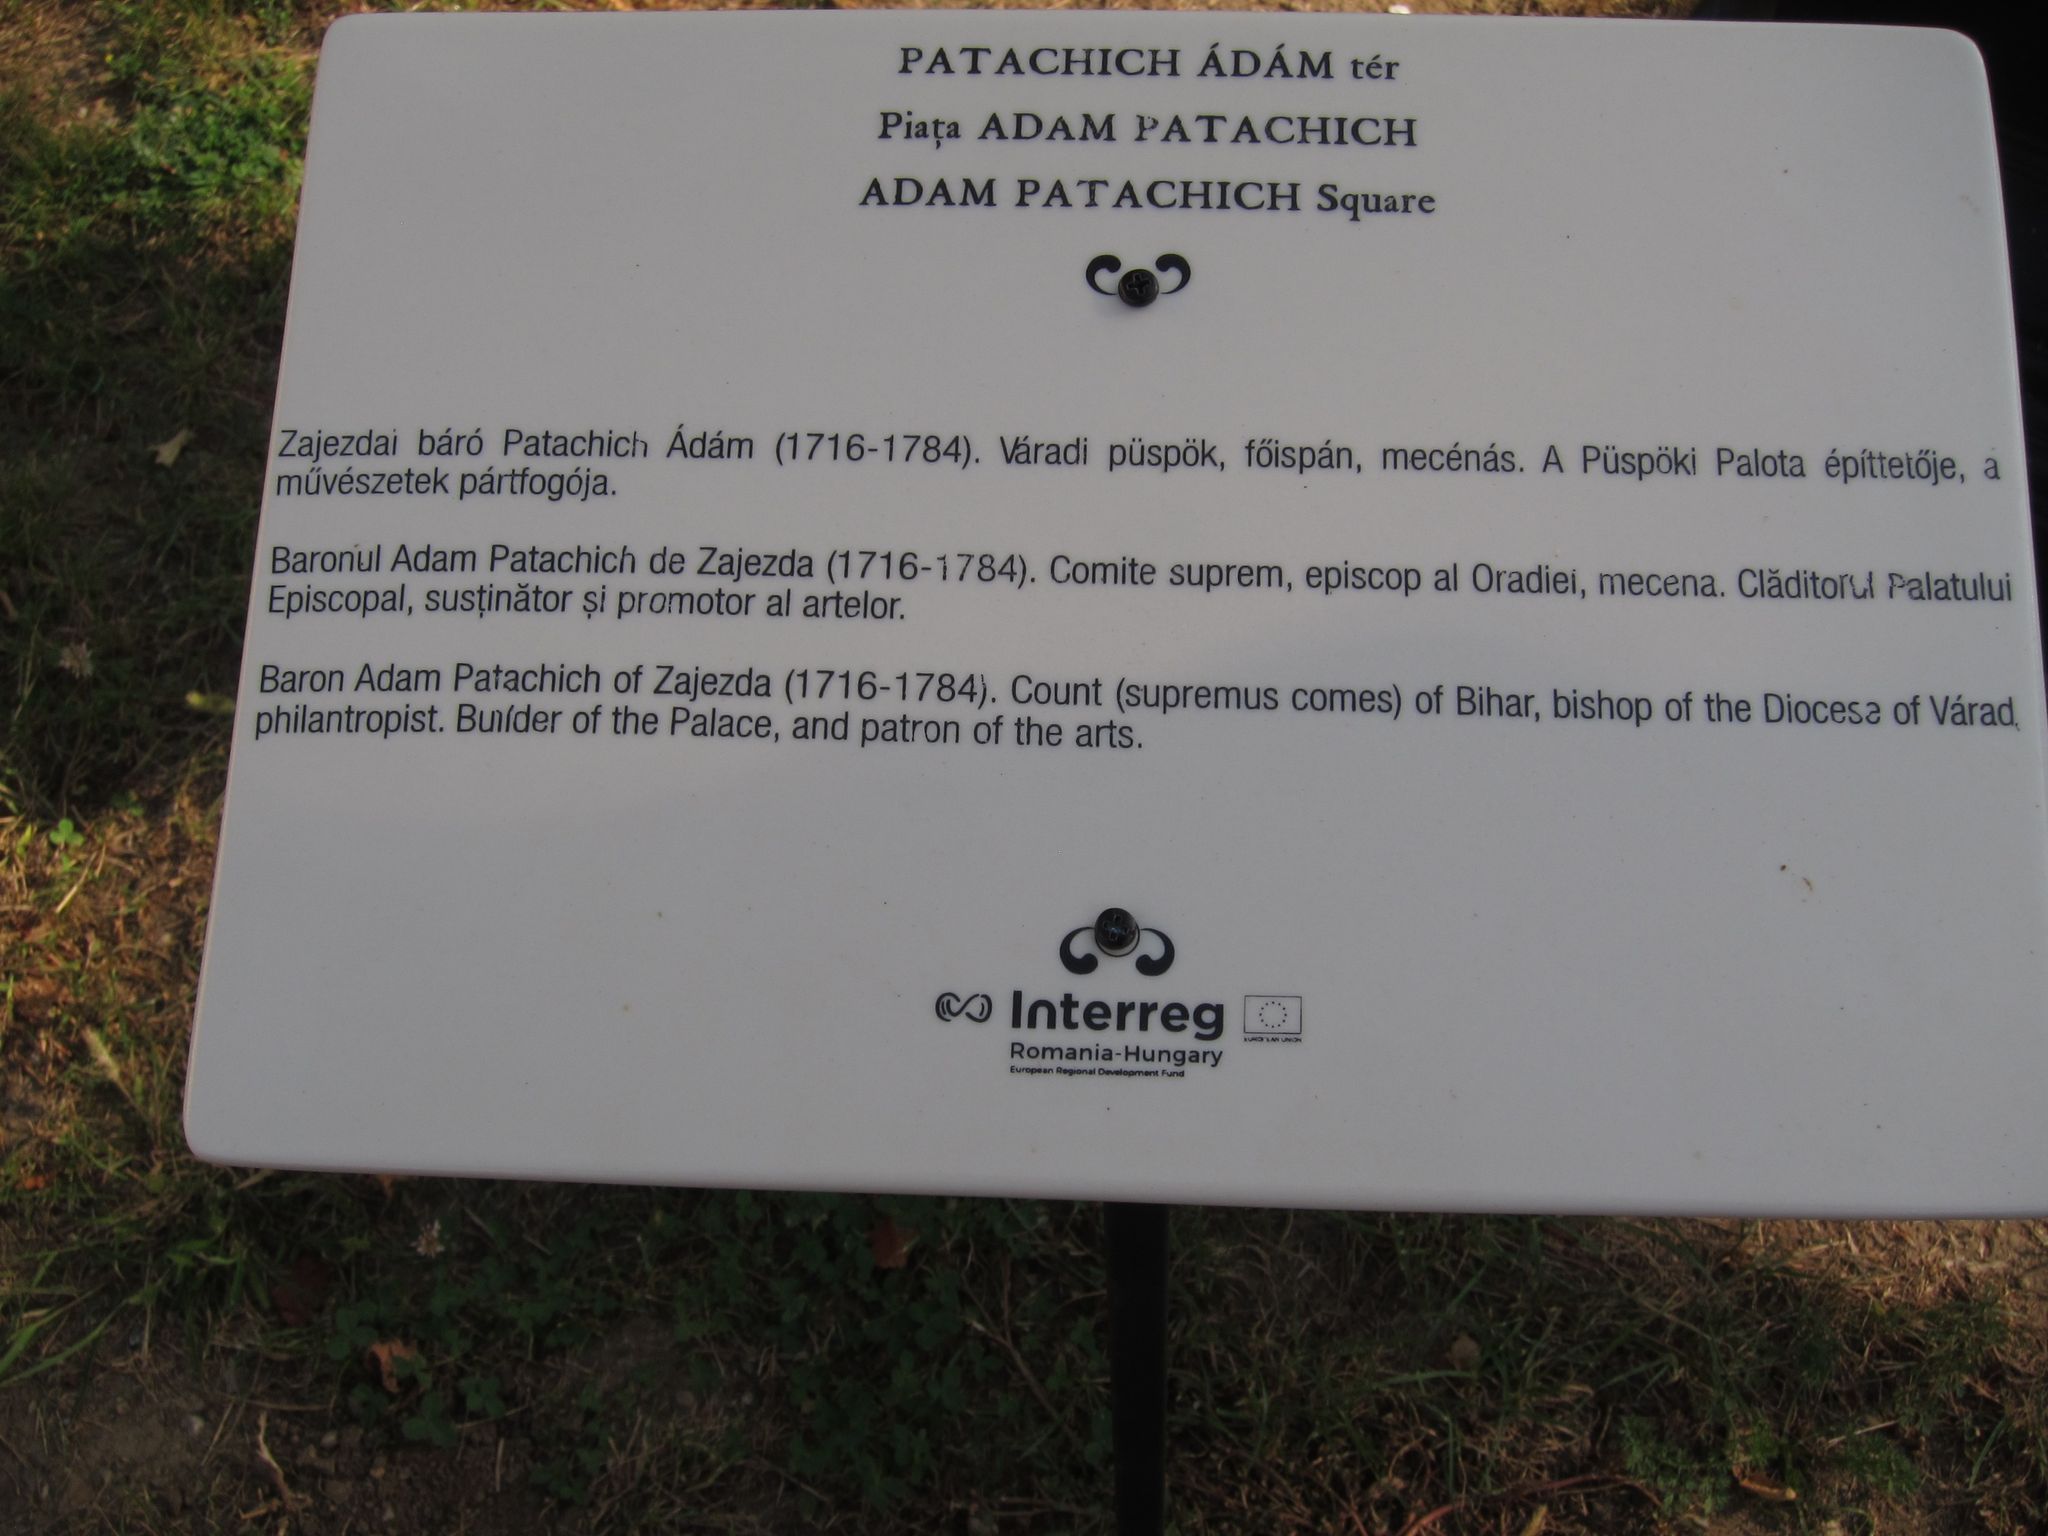 PATACHICH ÁDÁM tér
Piața ADAM PATACHICH
ADAM PATACHICH Square
Zajezdai báró Patachich Ádám (1716-1784). Váradi püspök, főispán, mecénás. A Püspöki Palota építtetője, a
művészetek pártfogója.
Baronul Adam Patachich de Zajezda (1716-1784). Comite suprem, episcop al Oradiei, mecena. Clăditorul Palatului
Episcopal, susținător și promotor al artelor.
Baron Adam Patachich of Zajezda (1716-1784). Count (supremus comes) of Bihar, bishop of the Diocese of Várad,
philantropist. Builder of the Palace, and patron of the arts.
Interreg
EUROPEAN UNION
Romania-Hungary
European Regional Development Fund